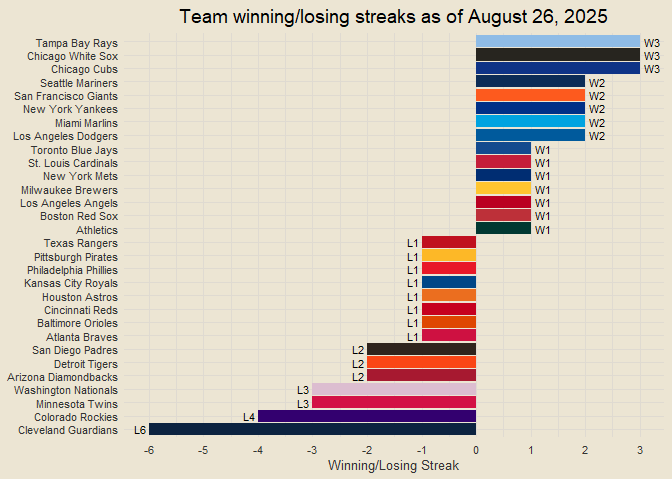 Team winning/losing streaks as of August 26, 2025
Tampa Bay Rays W3
Chicago White Sox W3
Chicago Cubs W3
Seattle Mariners W2
San Francisco Giants W2
New York Yankees W2
Miami Marlins W2
Los Angeles Dodgers W2
Toronto Blue Jays W1
St. Louis Cardinals W1
New York Mets W1
Milwaukee Brewers W1
Los Angeles Angels W1
Boston Red Sox W1
Athletics W1
Texas Rangers L1
Pittsburgh Pirates L1
Philadelphia Phillies L1
Kansas City Royals L1
Houston Astros L1
Cincinnati Reds L1
Baltimore Orioles L1
Atlanta Braves L1
San Diego Padres L2
Detroit Tigers L2
Arizona Diamondbacks L2
Washington Nationals L3
Minnesota Twins L3
Colorado Rockies L4
Cleveland Guardians L6
-6 -5 -4 -3 -2 -1 0 1 2 3
Winning/Losing Streak